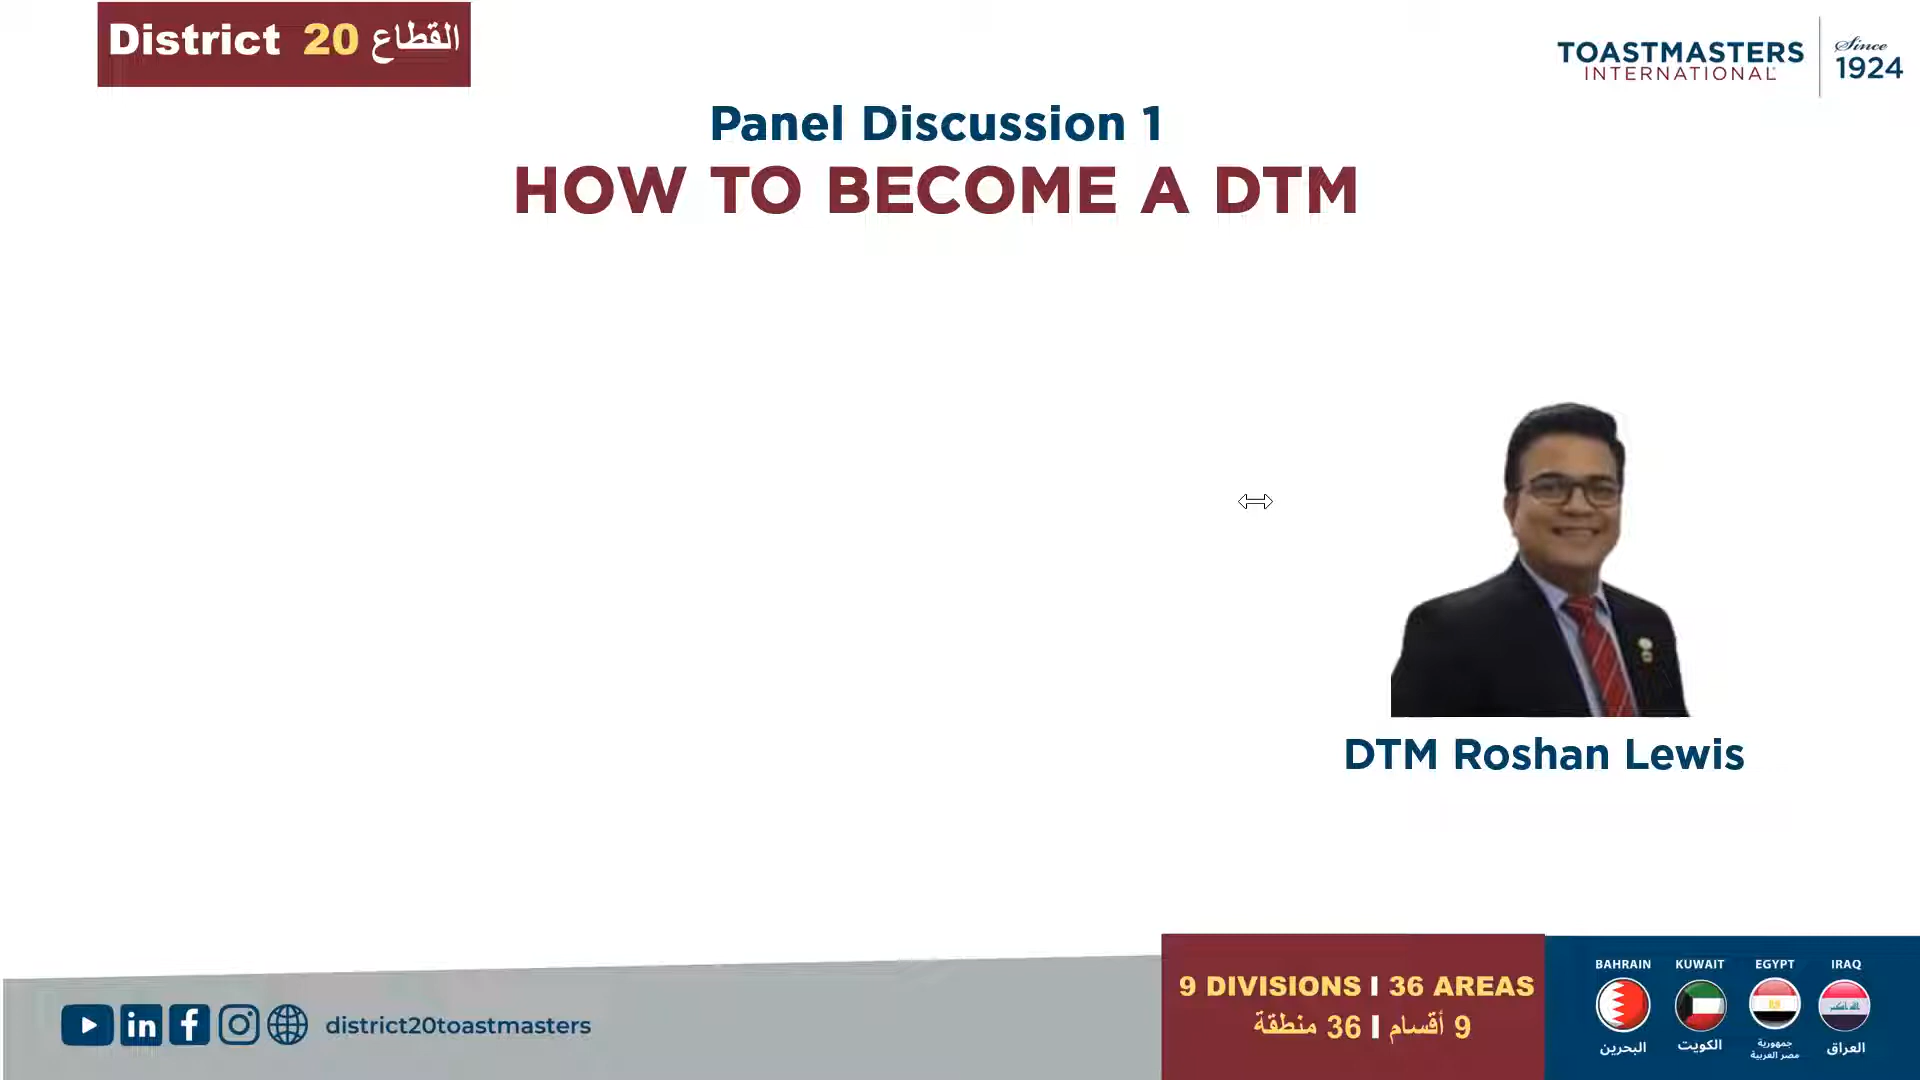 District 20 القطاع
TOASTMASTERS
INTERNATIONAL
Since
1924
Panel Discussion 1
HOW TO BECOME A DTM
DTM Roshan Lewis
district20toastmasters
9 DIVISIONS I 36 AREAS
9 أقسام I 36 منطقة
BAHRAIN
KUWAIT
EGYPT
IRAQ
البحرين
الكويت
جمهورية
مصر العربية
العراق